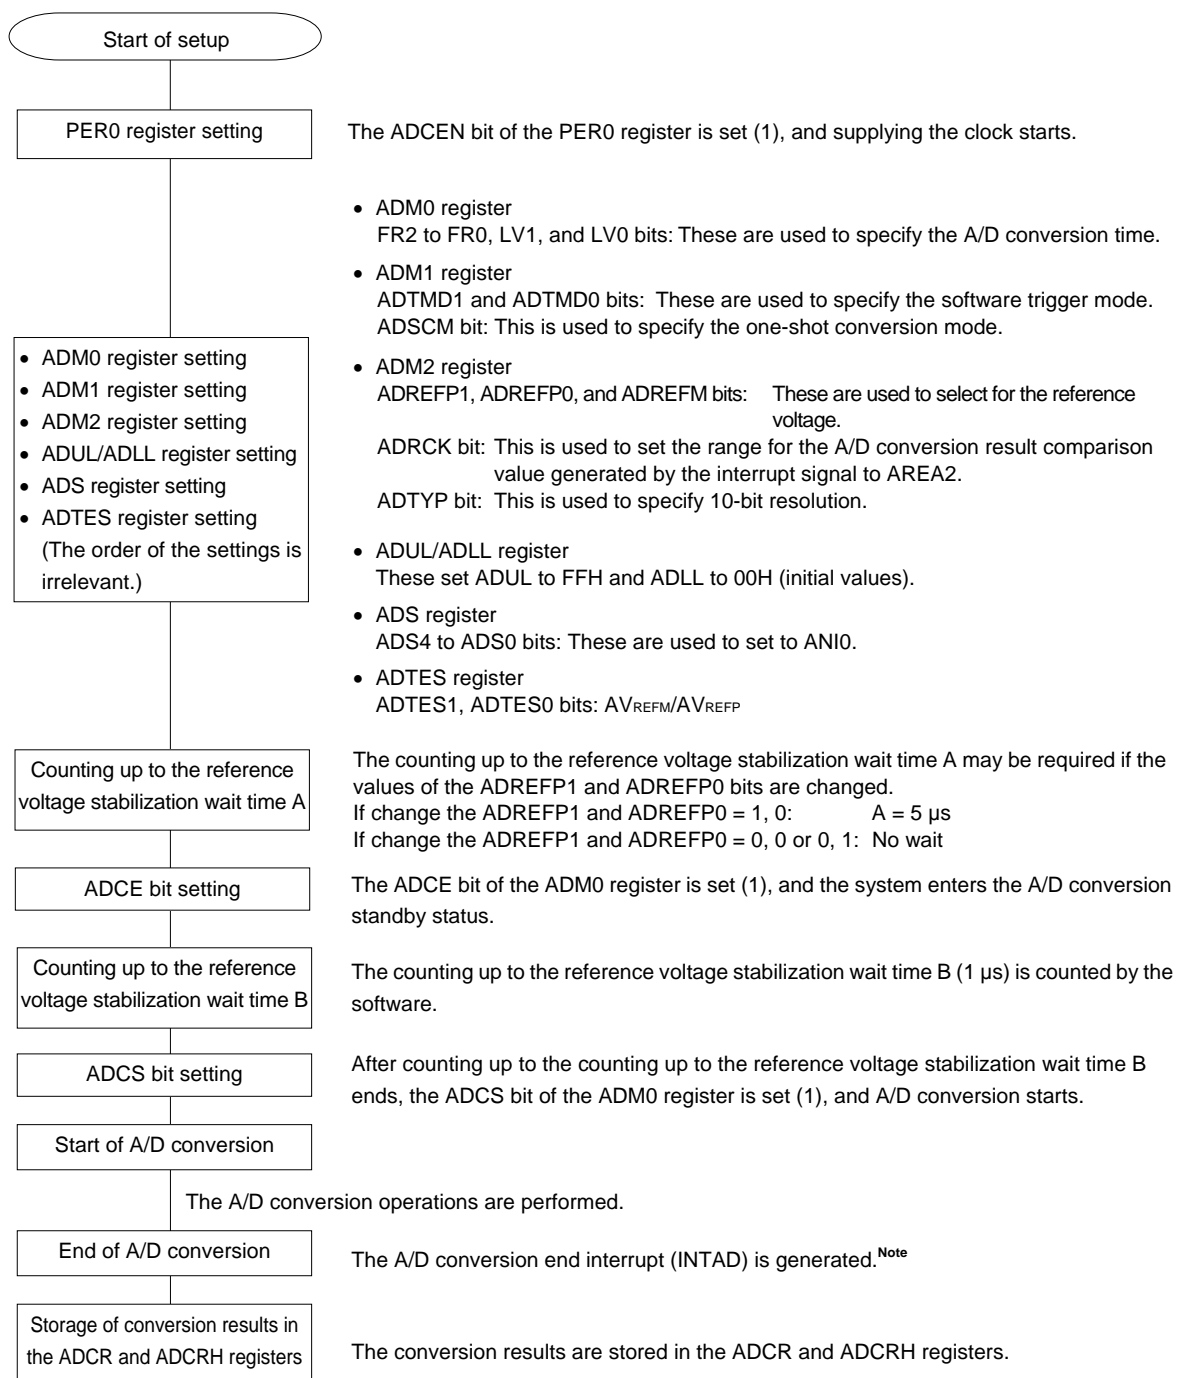 Start of setup
PER0 register setting
The ADCEN bit of the PER0 register is set (1), and supplying the clock starts.
• ADM0 register setting
• ADM1 register setting
• ADM2 register setting
• ADUL/ADLL register setting
• ADS register setting
• ADTES register setting
(The order of the settings is
irrelevant.)
• ADM0 register
FR2 to FR0, LV1, and LV0 bits: These are used to specify the A/D conversion time.
• ADM1 register
ADTMD1 and ADTMD0 bits: These are used to specify the software trigger mode.
ADSCM bit: This is used to specify the one-shot conversion mode.
• ADM2 register
ADREFP1, ADREFP0, and ADREFM bits: These are used to select for the reference
voltage.
ADRCK bit: This is used to set the range for the A/D conversion result comparison
value generated by the interrupt signal to AREA2.
ADTYP bit: This is used to specify 10-bit resolution.
• ADUL/ADLL register
These set ADUL to FFH and ADLL to 00H (initial values).
• ADS register
ADS4 to ADS0 bits: These are used to set to ANI0.
• ADTES register
ADTES1, ADTES0 bits: AVREFM/AVREFP
Counting up to the reference
voltage stabilization wait time A
The counting up to the reference voltage stabilization wait time A may be required if the
values of the ADREFP1 and ADREFP0 bits are changed.
If change the ADREFP1 and ADREFP0 = 1, 0: A = 5 µs
If change the ADREFP1 and ADREFP0 = 0, 0 or 0, 1: No wait
ADCE bit setting
The ADCE bit of the ADM0 register is set (1), and the system enters the A/D conversion
standby status.
Counting up to the reference
voltage stabilization wait time B
The counting up to the reference voltage stabilization wait time B (1 µs) is counted by the
software.
ADCS bit setting
After counting up to the counting up to the reference voltage stabilization wait time B
ends, the ADCS bit of the ADM0 register is set (1), and A/D conversion starts.
Start of A/D conversion
The A/D conversion operations are performed.
End of A/D conversion
The A/D conversion end interrupt (INTAD) is generated.Note
Storage of conversion results in
the ADCR and ADCRH registers
The conversion results are stored in the ADCR and ADCRH registers.